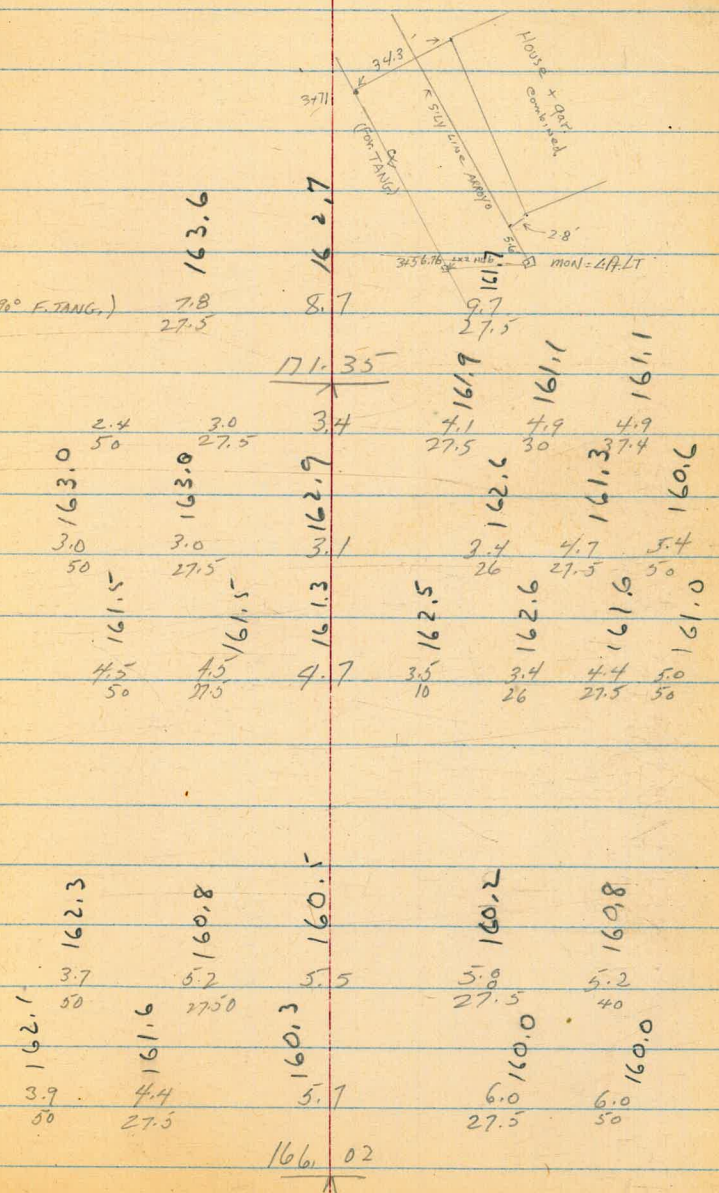 House + gar.
combined
34.3'
3+71
℄
(For. TANG)
S'LY LINE ARROYO
2.8'
5.6
3+56.76 2x2 HUB
MON = L.A. LT
163.6 162.7 161.7
90° F. TANG.) 7.8 8.7 9.7
27.5 27.5
171.35
161.9 161.1 161.1
2.4 3.0 3.4 4.1 4.9 4.9
50 27.5 27.5 30 37.4
163.0 163.0 162.9 162.6 161.3 160.6
3.0 3.0 3.1 3.4 4.7 5.4
50 27.5 26 27.5 50
161.5 161.5 161.3 162.5 162.6 161.6 161.0
4.5 4.5 4.7 3.5 3.4 4.4 5.0
50 27.5 10 26 27.5 50
162.3 160.8 160.5 160.2 160.8
3.7 5.2 5.5 5.8 5.2
50 27.50 27.5 40
162.1 161.6 160.3 160.0 160.0
3.9 4.4 5.7 6.0 6.0
50 27.5 27.5 50
166.02